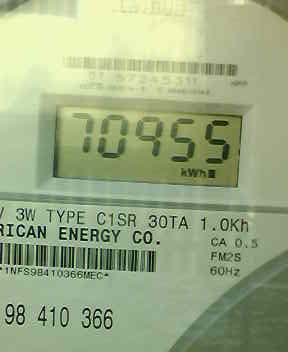 70955
kWh
/ 3W TYPE C1SR 30TA 1.0Kh
RICAN ENERGY CO.
CA 0.5
FM2S
60Hz
*1NFS98410366MEC*
98 410 366